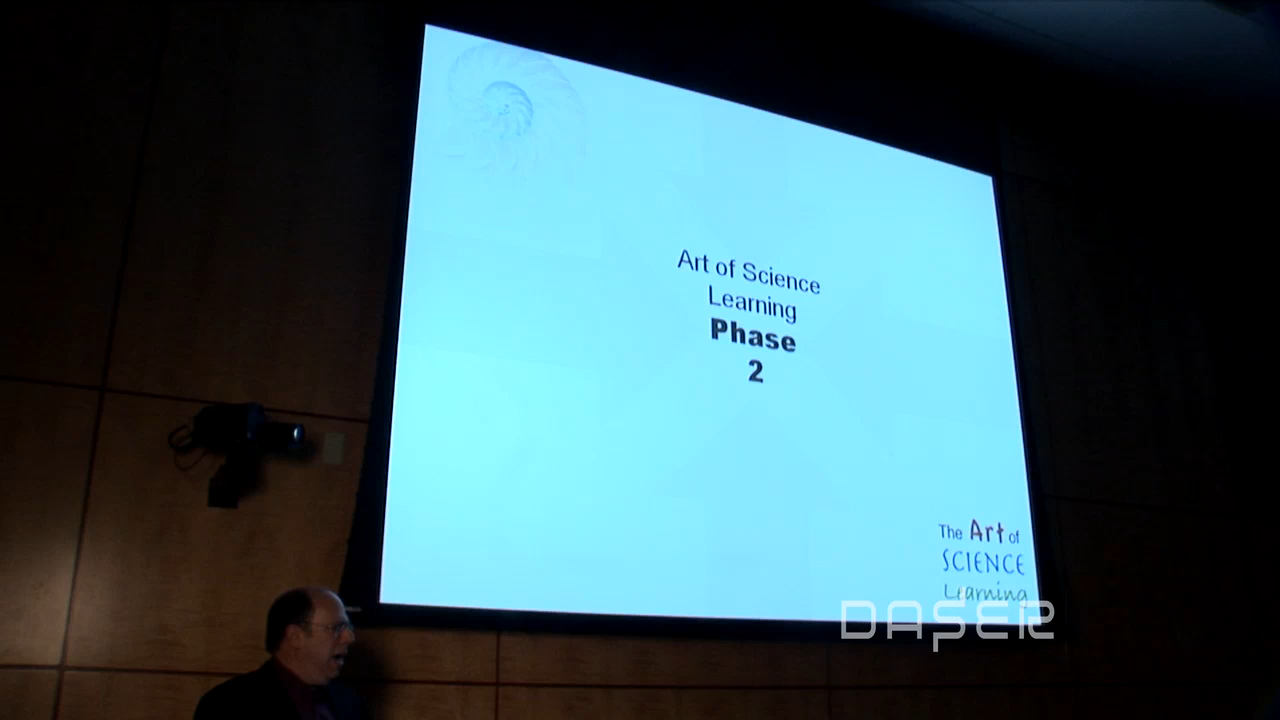 Art of Science
Learning
Phase
2
The Art of
SCIENCE
Learning
DASER